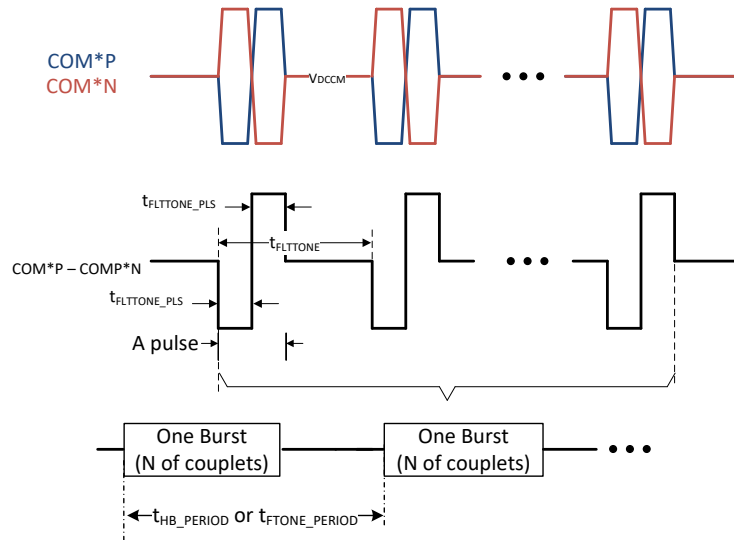 COM*P
COM*N
VDCCM
tFLTTONE_PLS
tFLTTONE
COM*P – COMP*N
tFLTTONE_PLS
A pulse
One Burst
(N of couplets)
One Burst
(N of couplets)
tHB_PERIOD or tFTONE_PERIOD